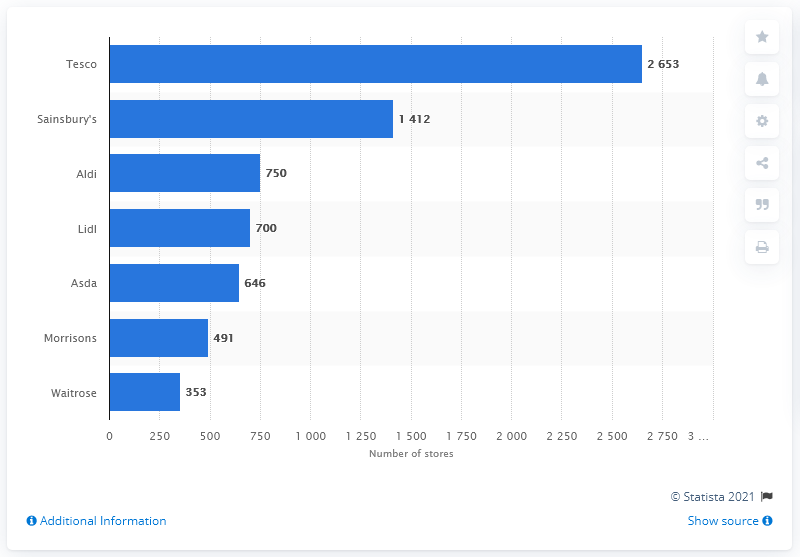 Tesco 2 653
Sainsbury's 1 412
Aldi 750
Lidl 700
Asda 646
Morrisons 491
Waitrose 353
0 250 500 750 1 000 1 250 1 500 1 750 2 000 2 250 2 500 2 750 3 ...
Number of stores
© Statista 2021
Additional Information Show source